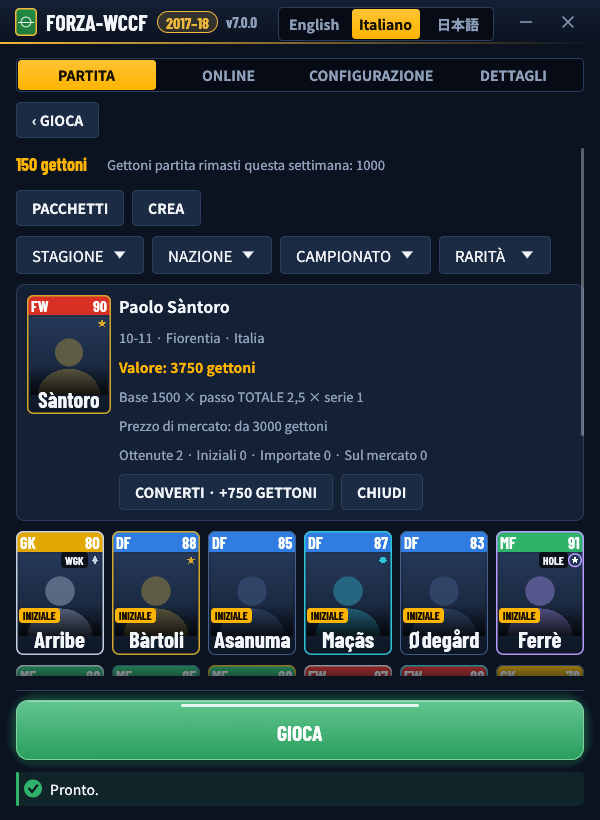 FORZA-WCCF 2017-18 v7.0.0 English Italiano 日本語
PARTITA ONLINE CONFIGURAZIONE DETTAGLI
‹ GIOCA
150 gettoni Gettoni partita rimasti questa settimana: 1000
PACCHETTI CREA
STAGIONE NAZIONE CAMPIONATO RARITÀ
FW 90
Sàntoro
Paolo Sàntoro
10-11 · Fiorentia · Italia
Valore: 3750 gettoni
Base 1500 × passo TOTALE 2,5 × serie 1
Prezzo di mercato: da 3000 gettoni
Ottenute 2 · Iniziali 0 · Importate 0 · Sul mercato 0
CONVERTI · +750 GETTONI CHIUDI
GK 80 DF 88 DF 85 DF 87 DF 83 MF 91
WGK HOLE
INIZIALE INIZIALE INIZIALE INIZIALE INIZIALE
Arribe Bàrtoli Asanuma Maçãs Ødegård Ferrè
GIOCA
Pronto.